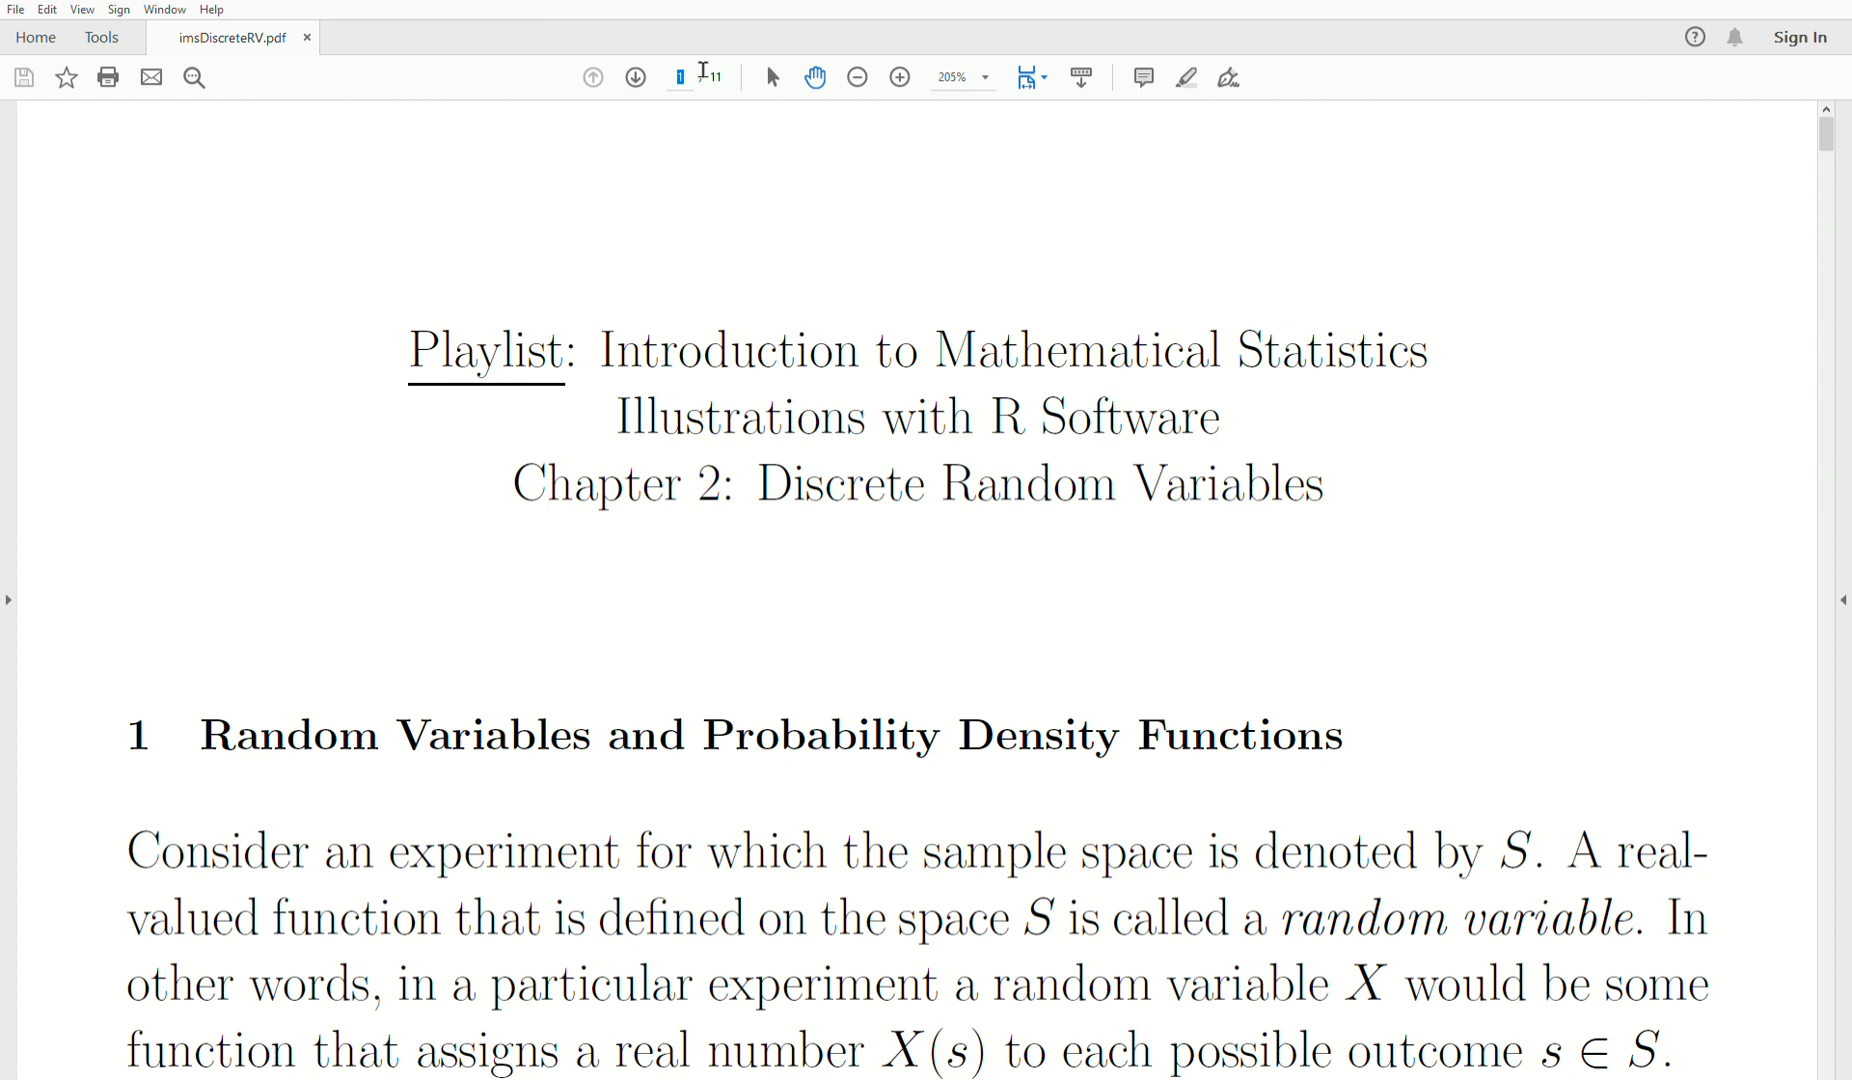 File Edit View Sign Window Help
Home Tools imsDiscreteRV.pdf × Sign In
1 / 11 205%
Playlist: Introduction to Mathematical Statistics
Illustrations with R Software
Chapter 2: Discrete Random Variables
1 Random Variables and Probability Density Functions
Consider an experiment for which the sample space is denoted by S. A real-
valued function that is defined on the space S is called a random variable. In
other words, in a particular experiment a random variable X would be some
function that assigns a real number X(s) to each possible outcome s ∈ S.